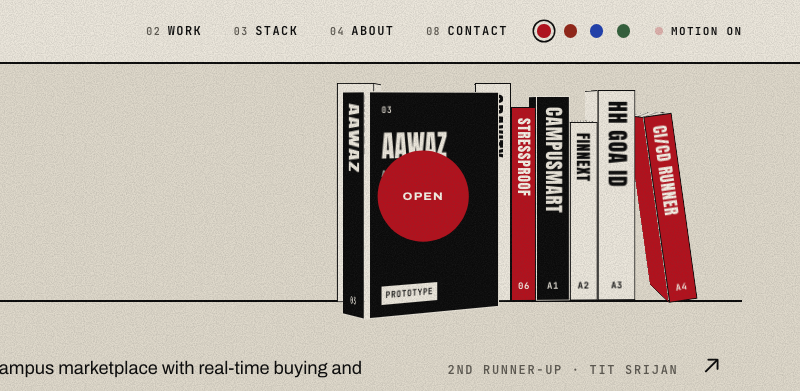 02 WORK
03 STACK
04 ABOUT
08 CONTACT
MOTION ON
AAWAZ
03
03
AAWAZ
OPEN
PROTOTYPE
STRESSPROOF
06
CAMPUSMART
A1
FINNEXT
A2
HH GOA ID
A3
CI/CD RUNNER
A4
ampus marketplace with real-time buying and
2ND RUNNER-UP · TIT SRIJAN